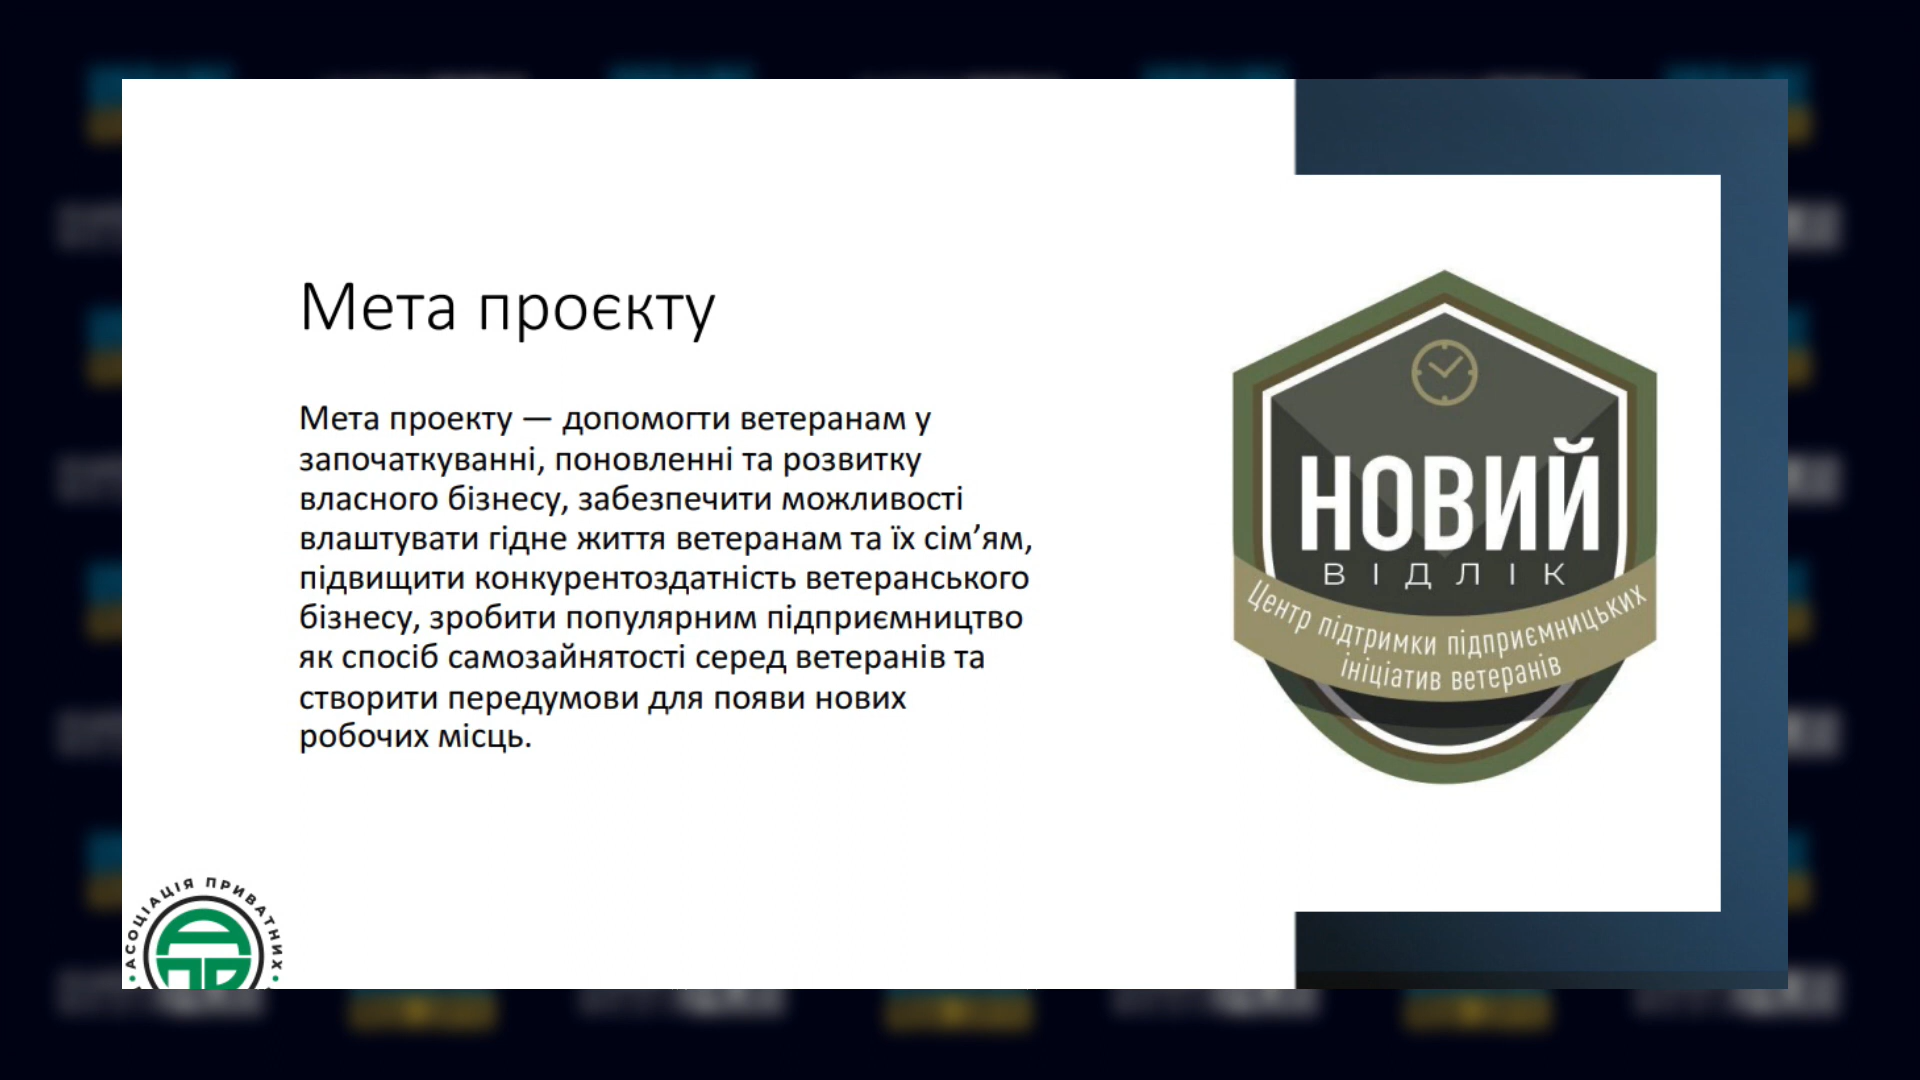 Мета проєкту
Мета проекту — допомогти ветеранам у
започаткуванні, поновленні та розвитку
власного бізнесу, забезпечити можливості
влаштувати гідне життя ветеранам та їх сім’ям,
підвищити конкурентоздатність ветеранського
бізнесу, зробити популярним підприємництво
як спосіб самозайнятості серед ветеранів та
створити передумови для появи нових
робочих місць.
НОВИЙ
ВІДЛІК
Центр підтримки підприємницьких
ініціатив ветеранів
АСОЦІАЦІЯ ПРИВАТНИХ